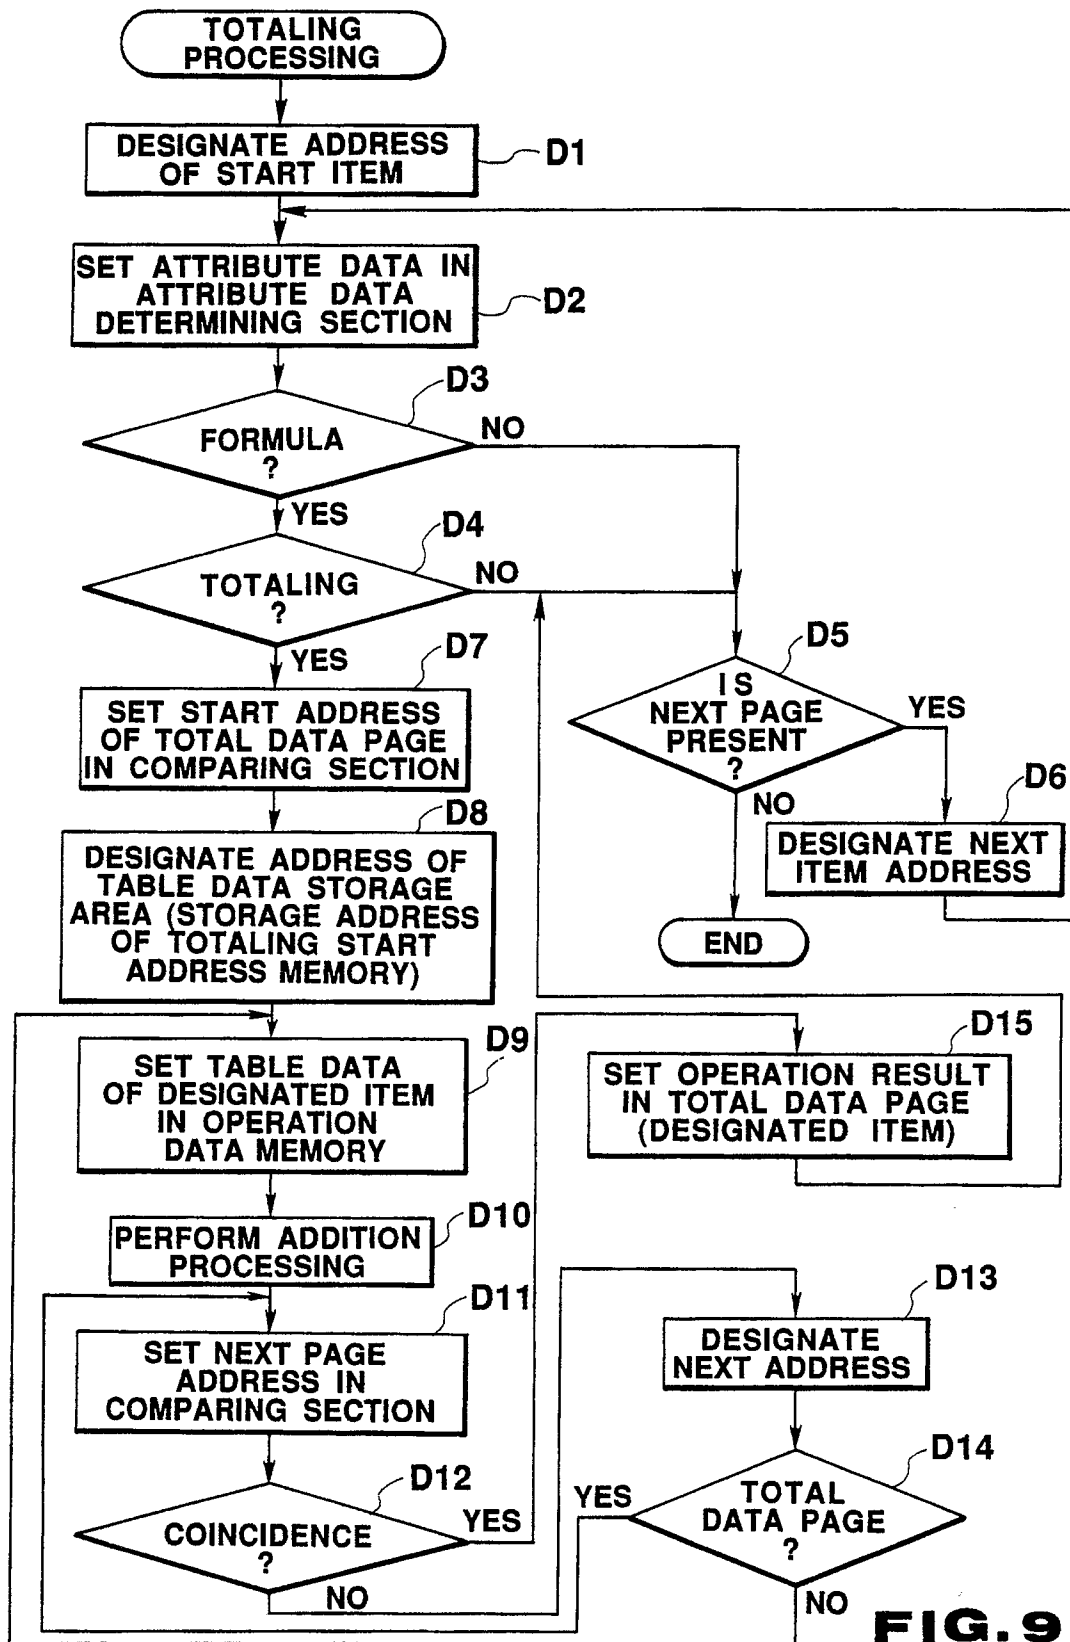 TOTALING
PROCESSING
DESIGNATE ADDRESS
OF START ITEM
D1
SET ATTRIBUTE DATA IN
ATTRIBUTE DATA
DETERMINING SECTION
D2
D3
FORMULA
?
NO
YES
D4
TOTALING
?
NO
YES
D5
IS
NEXT PAGE
PRESENT
?
YES
NO
D6
DESIGNATE NEXT
ITEM ADDRESS
END
D7
SET START ADDRESS
OF TOTAL DATA PAGE
IN COMPARING SECTION
D8
DESIGNATE ADDRESS OF
TABLE DATA STORAGE
AREA (STORAGE ADDRESS
OF TOTALING START
ADDRESS MEMORY)
D9
SET TABLE DATA
OF DESIGNATED ITEM
IN OPERATION
DATA MEMORY
D15
SET OPERATION RESULT
IN TOTAL DATA PAGE
(DESIGNATED ITEM)
D10
PERFORM ADDITION
PROCESSING
D11
SET NEXT PAGE
ADDRESS IN
COMPARING SECTION
D12
COINCIDENCE
?
YES
NO
D13
DESIGNATE
NEXT ADDRESS
D14
TOTAL
DATA PAGE
?
YES
NO
FIG. 9